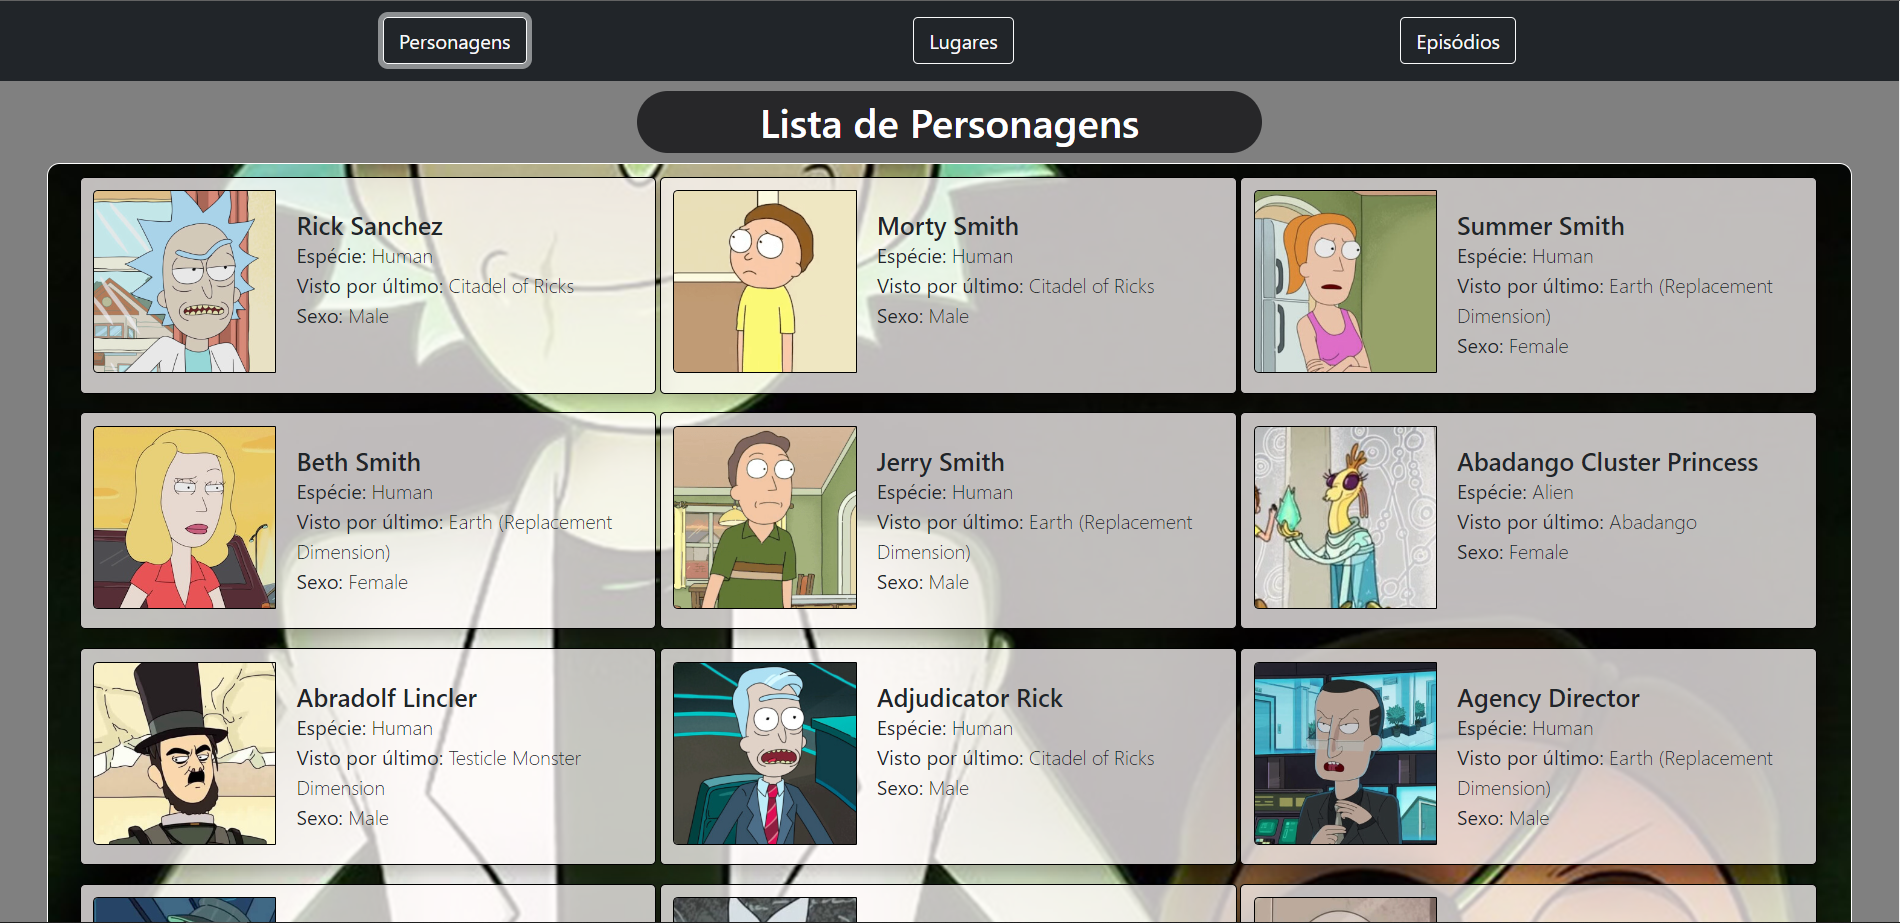 Personagens
Lugares
Episódios
Lista de Personagens
Rick Sanchez
Espécie: Human
Visto por último: Citadel of Ricks
Sexo: Male
Morty Smith
Espécie: Human
Visto por último: Citadel of Ricks
Sexo: Male
Summer Smith
Espécie: Human
Visto por último: Earth (Replacement
Dimension)
Sexo: Female
Beth Smith
Espécie: Human
Visto por último: Earth (Replacement
Dimension)
Sexo: Female
Jerry Smith
Espécie: Human
Visto por último: Earth (Replacement
Dimension)
Sexo: Male
Abadango Cluster Princess
Espécie: Alien
Visto por último: Abadango
Sexo: Female
Abradolf Lincler
Espécie: Human
Visto por último: Testicle Monster
Dimension
Sexo: Male
Adjudicator Rick
Espécie: Human
Visto por último: Citadel of Ricks
Sexo: Male
Agency Director
Espécie: Human
Visto por último: Earth (Replacement
Dimension)
Sexo: Male